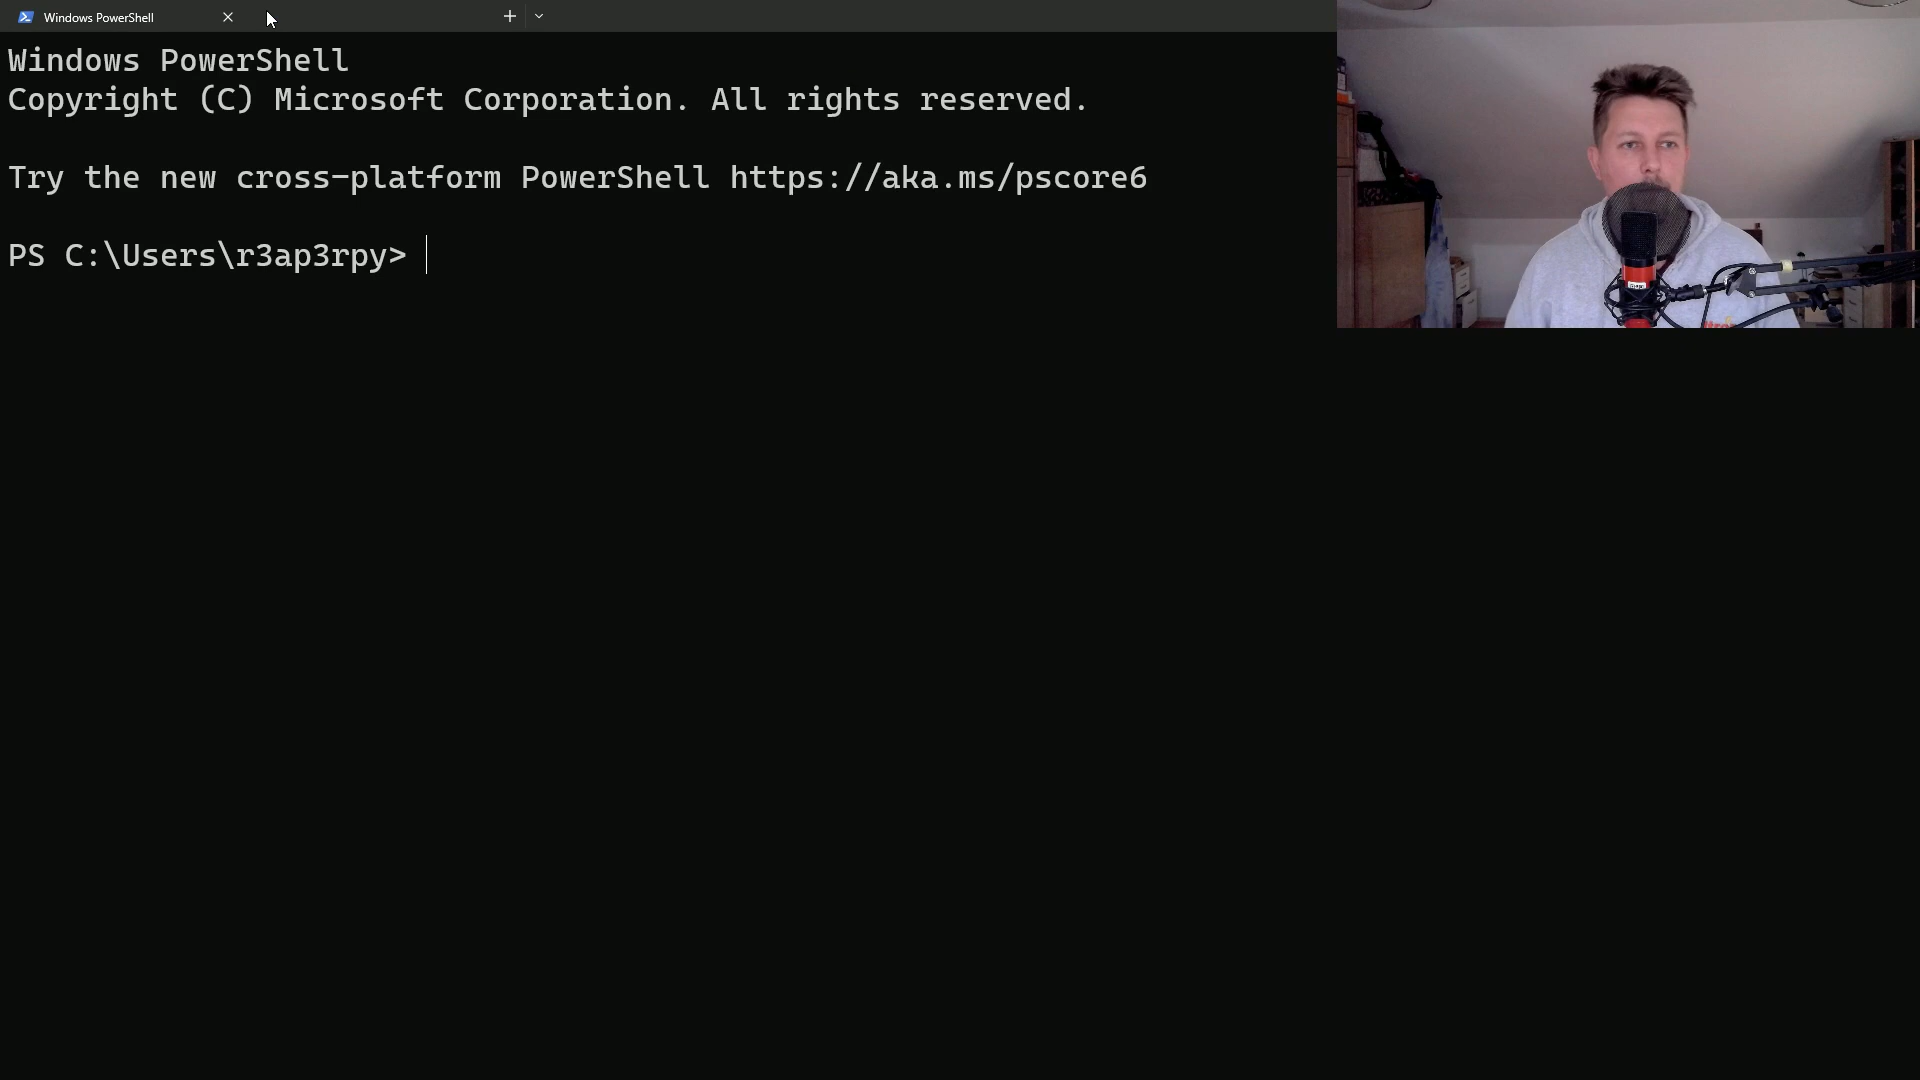 Windows PowerShell
Windows PowerShell
Copyright (C) Microsoft Corporation. All rights reserved.
Try the new cross-platform PowerShell https://aka.ms/pscore6
PS C:\Users\r3ap3rpy>